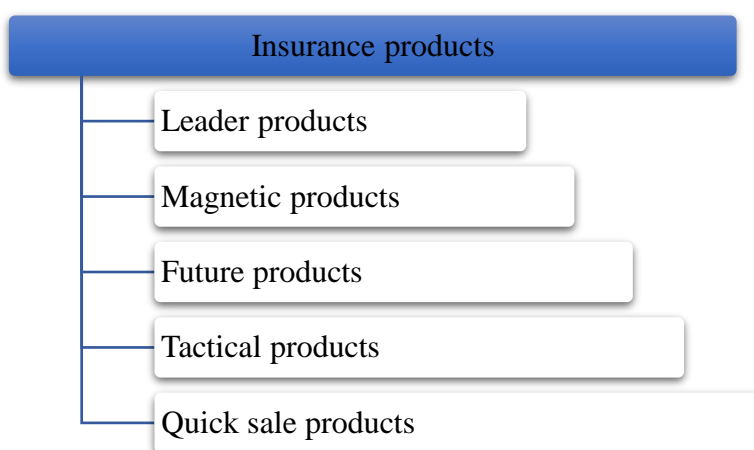 Insurance products
Leader products
Magnetic products
Future products
Tactical products
Quick sale products